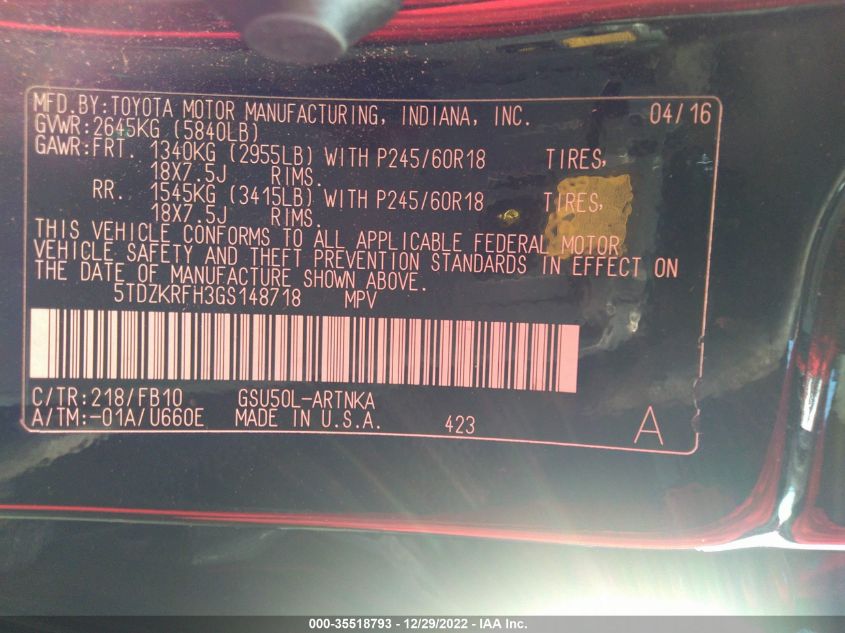 MFD.BY:TOYOTA MOTOR MANUFACTURING, INDIANA, INC. 04/16
GVWR:2645KG (5840LB)
GAWR:FRT. 1340KG (2955LB) WITH P245/60R18 TIRES,
18X7.5J RIMS.
RR. 1545KG (3415LB) WITH P245/60R18 TIRES,
18X7.5J RIMS.
THIS VEHICLE CONFORMS TO ALL APPLICABLE FEDERAL MOTOR
VEHICLE SAFETY AND THEFT PREVENTION STANDARDS IN EFFECT ON
THE DATE OF MANUFACTURE SHOWN ABOVE.
5TDZKRFH3GS148718 MPV
C/TR:218/FB10 GSU50L-ARTNKA
A/TM:-01A/U660E MADE IN U.S.A. 423 A
000-35518793 - 12/29/2022 - IAA Inc.